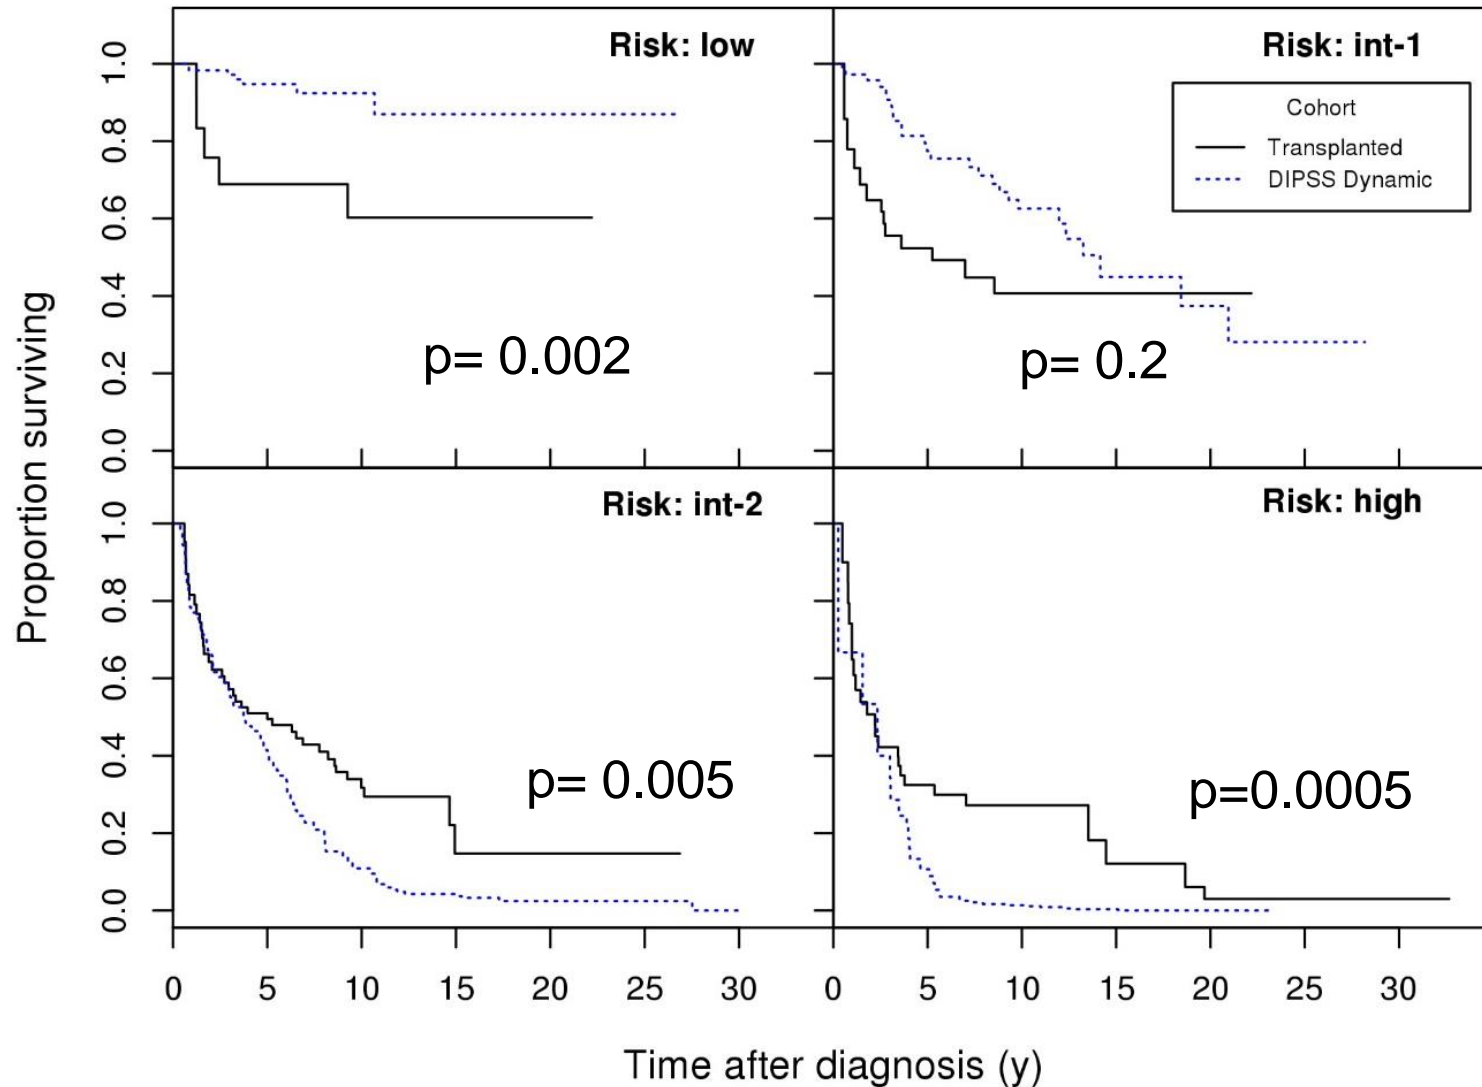 Risk: low
Risk: int-1
Cohort
Transplanted
DIPSS Dynamic
1.0
0.8
0.6
0.4
0.2
0.0
p= 0.002
p= 0.2
Risk: int-2
Risk: high
1.0
0.8
0.6
0.4
0.2
0.0
p= 0.005
p=0.0005
0 5 10 15 20 25 30 0 5 10 15 20 25 30
Proportion surviving
Time after diagnosis (y)